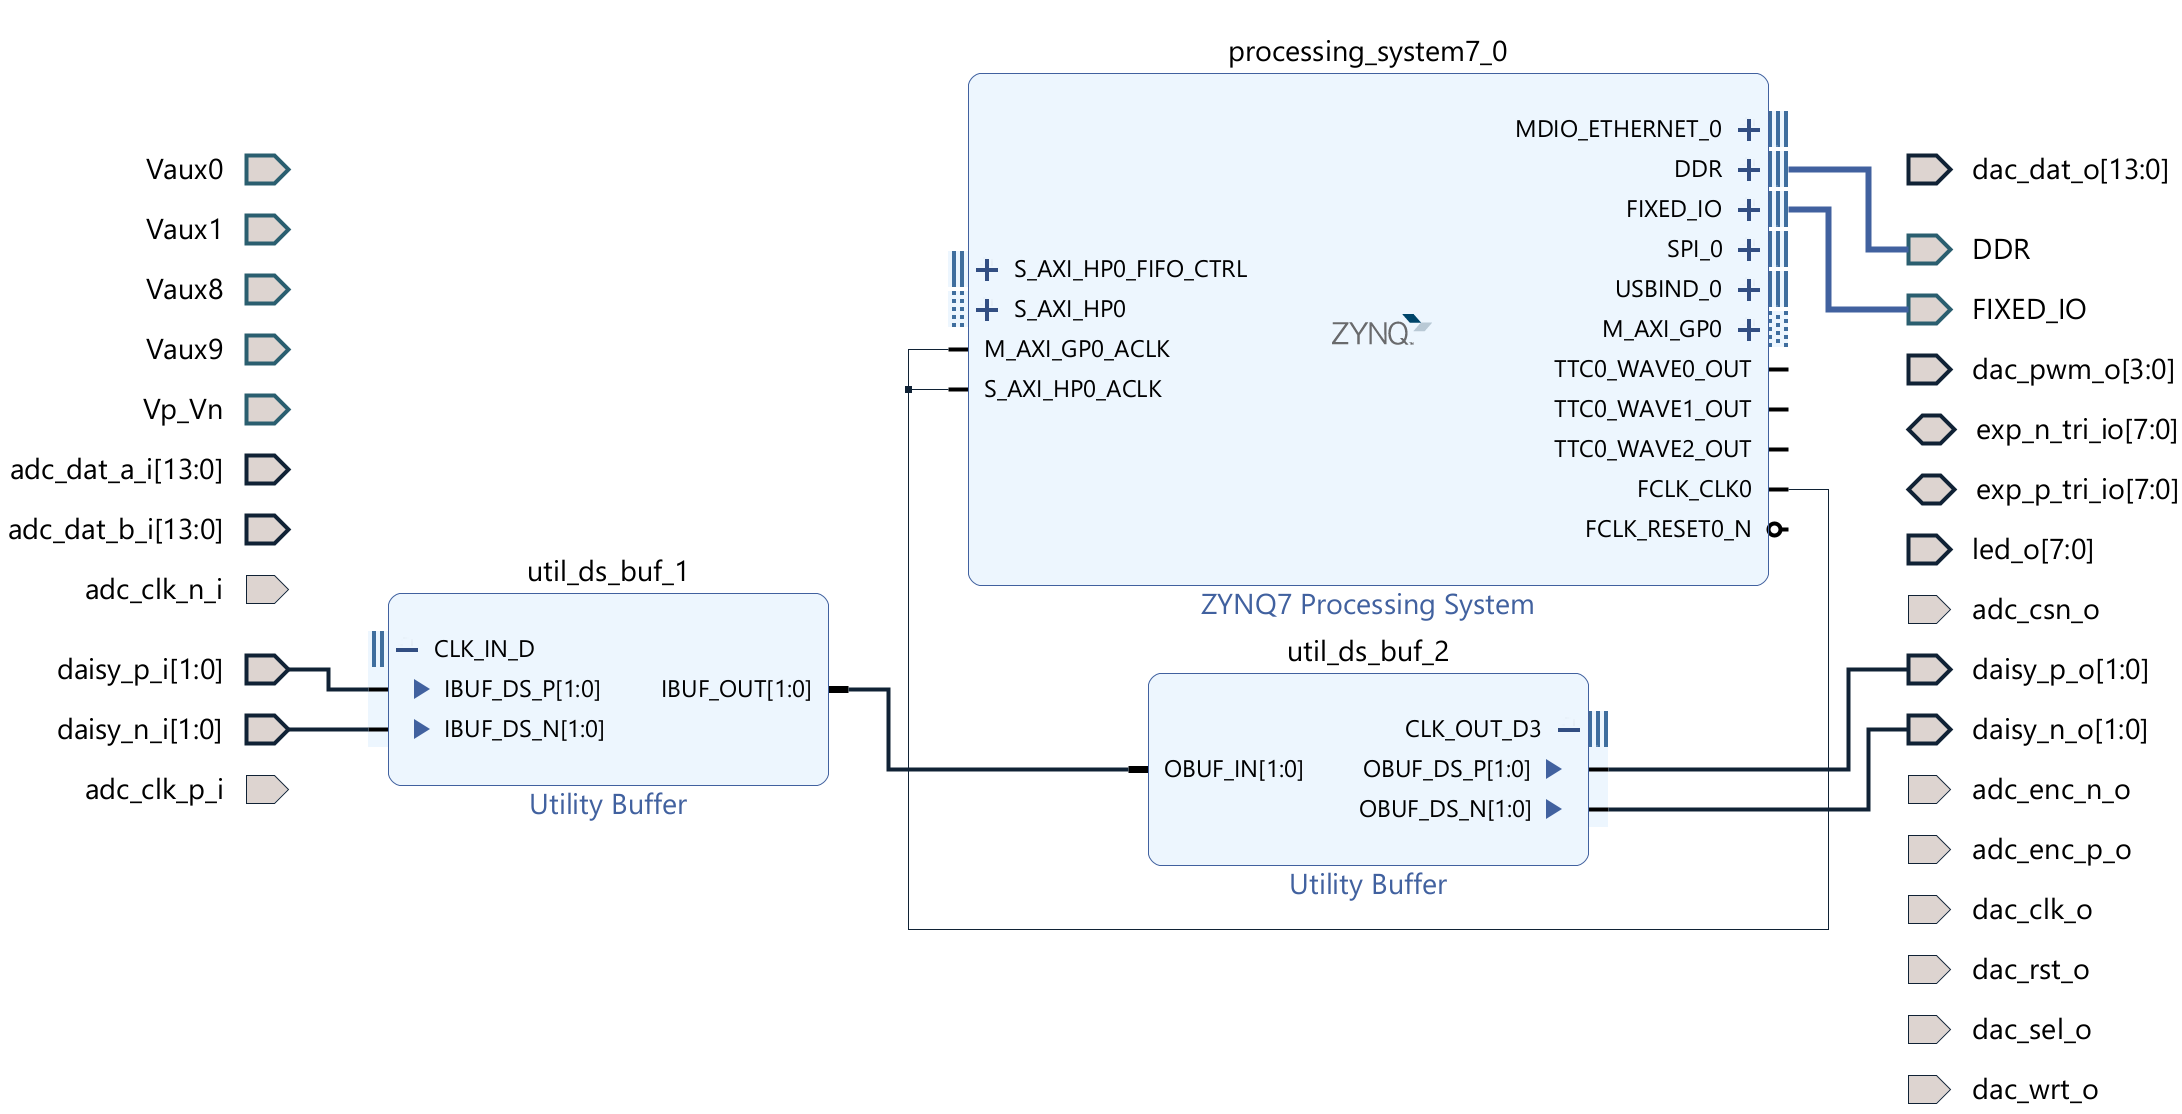 processing_system7_0
MDIO_ETHERNET_0
DDR
FIXED_IO
SPI_0
USBIND_0
M_AXI_GP0
TTC0_WAVE0_OUT
TTC0_WAVE1_OUT
TTC0_WAVE2_OUT
FCLK_CLK0
FCLK_RESET0_N
S_AXI_HP0_FIFO_CTRL
S_AXI_HP0
M_AXI_GP0_ACLK
S_AXI_HP0_ACLK
ZYNQ
ZYNQ7 Processing System
Vaux0
Vaux1
Vaux8
Vaux9
Vp_Vn
adc_dat_a_i[13:0]
adc_dat_b_i[13:0]
adc_clk_n_i
daisy_p_i[1:0]
daisy_n_i[1:0]
adc_clk_p_i
util_ds_buf_1
CLK_IN_D
IBUF_DS_P[1:0]
IBUF_DS_N[1:0]
IBUF_OUT[1:0]
Utility Buffer
util_ds_buf_2
OBUF_IN[1:0]
CLK_OUT_D3
OBUF_DS_P[1:0]
OBUF_DS_N[1:0]
Utility Buffer
dac_dat_o[13:0]
DDR
FIXED_IO
dac_pwm_o[3:0]
exp_n_tri_io[7:0]
exp_p_tri_io[7:0]
led_o[7:0]
adc_csn_o
daisy_p_o[1:0]
daisy_n_o[1:0]
adc_enc_n_o
adc_enc_p_o
dac_clk_o
dac_rst_o
dac_sel_o
dac_wrt_o